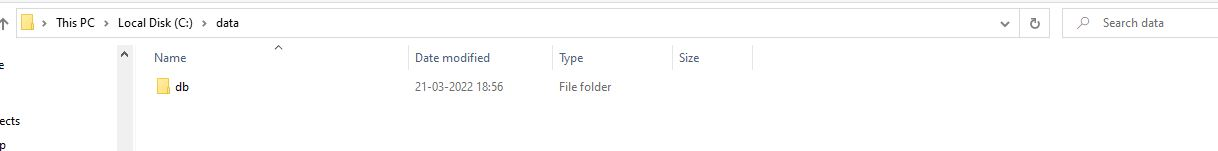 This PC > Local Disk (C:) > data
Search data
Name Date modified Type Size
db 21-03-2022 18:56 File folder
e
ects
p